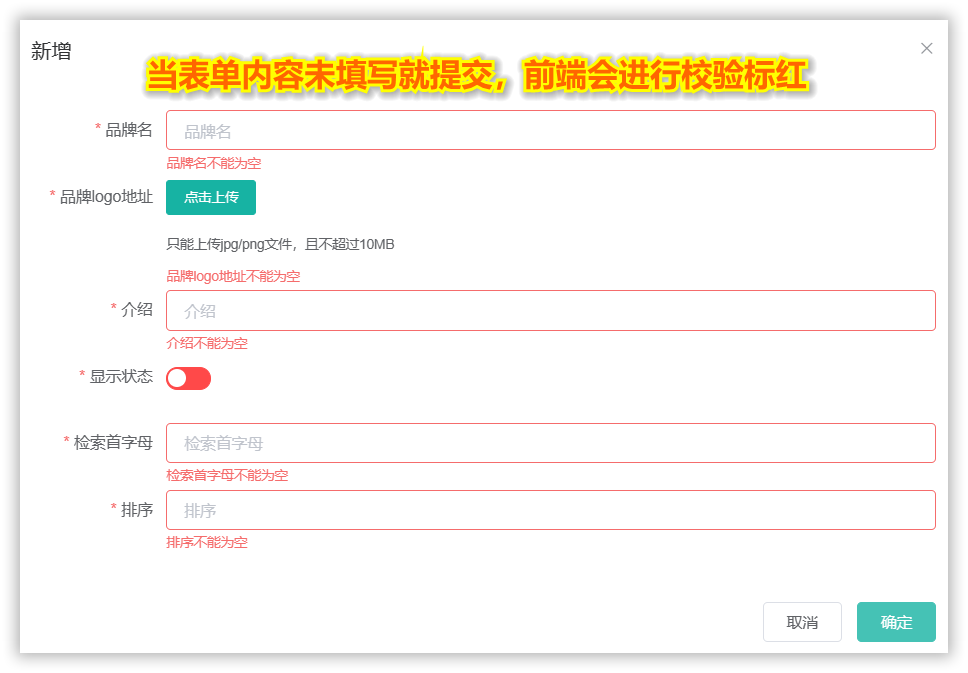 新增
当表单内容未填写就提交，前端会进行校验标红
* 品牌名
品牌名
品牌名不能为空
* 品牌logo地址
点击上传
只能上传jpg/png文件，且不超过10MB
品牌logo地址不能为空
* 介绍
介绍
介绍不能为空
* 显示状态
* 检索首字母
检索首字母
检索首字母不能为空
* 排序
排序
排序不能为空
取消
确定